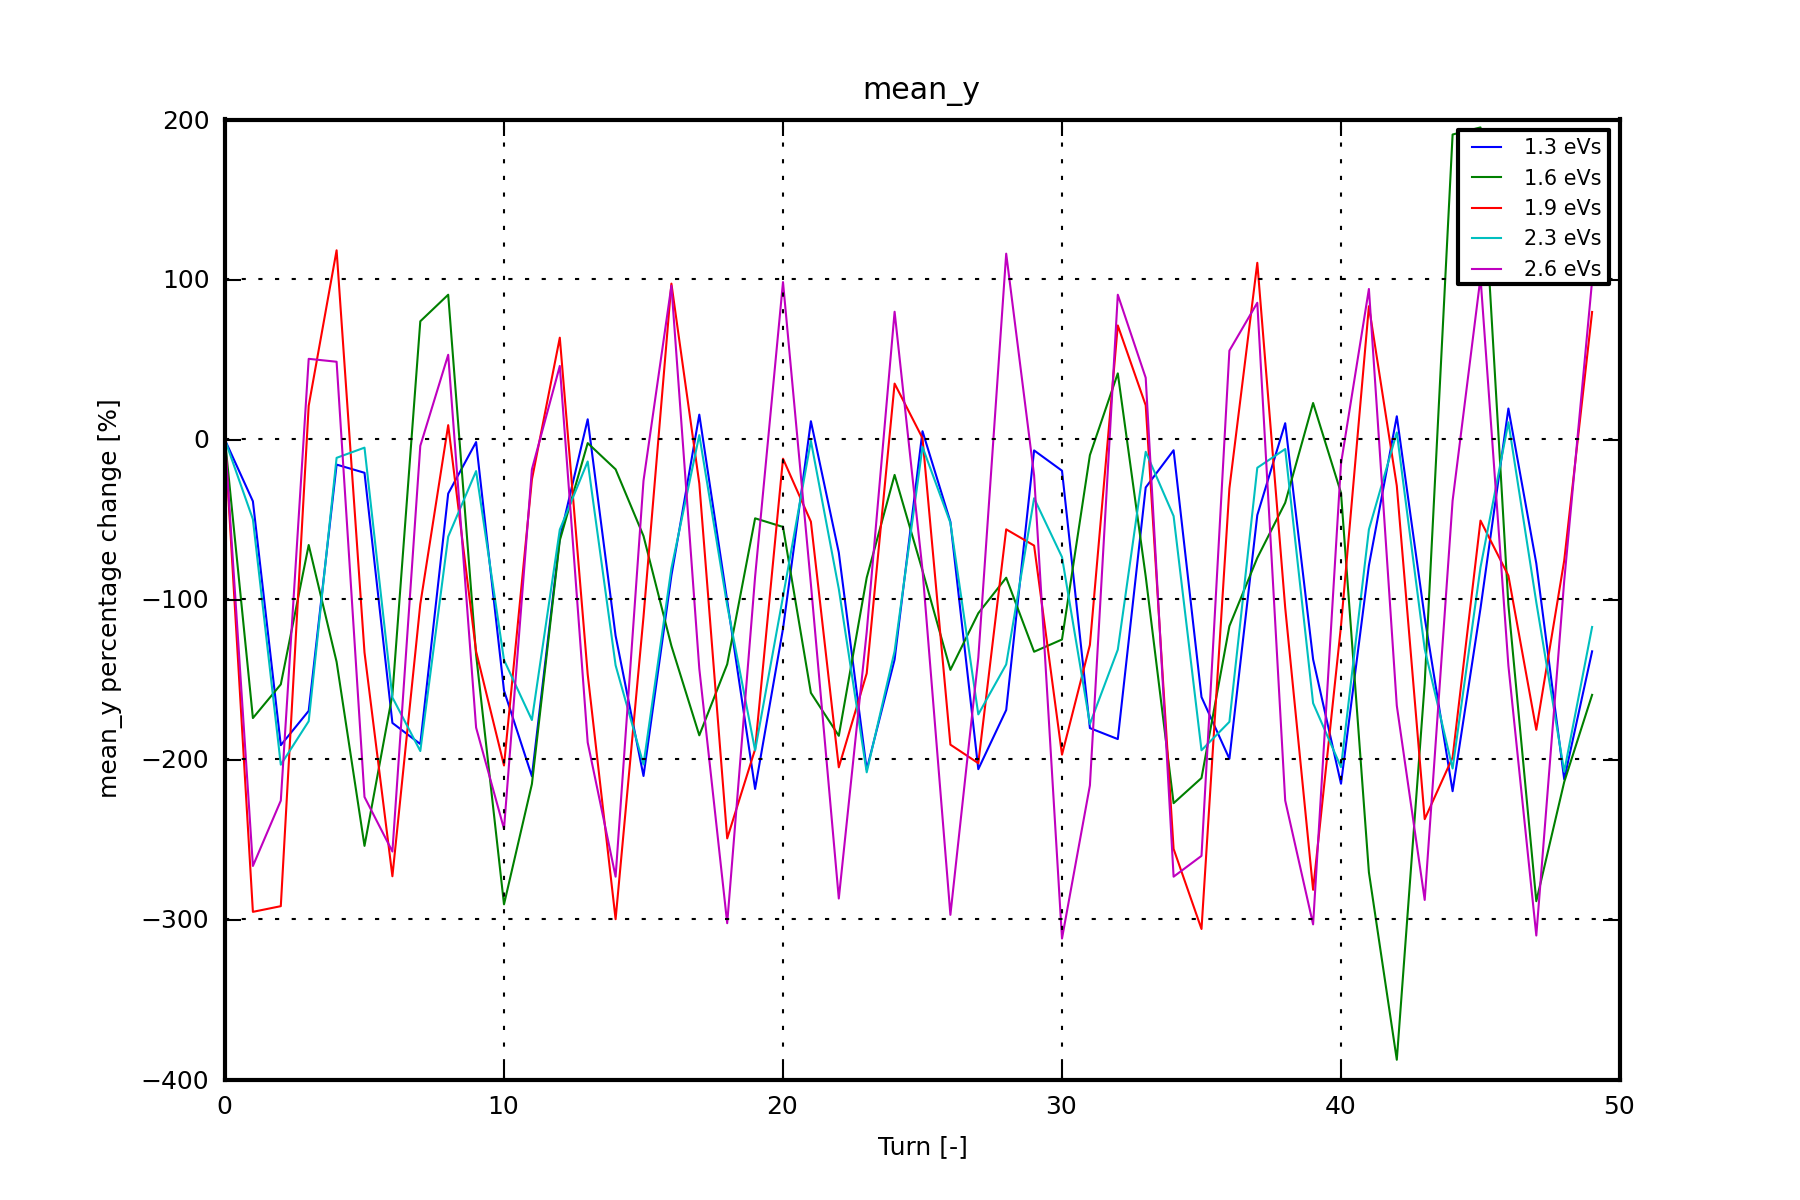 mean_y
200
100
0
−100
−200
−300
−400
mean_y percentage change [%]
1.3 eVs
1.6 eVs
1.9 eVs
2.3 eVs
2.6 eVs
0 10 20 30 40 50
Turn [-]